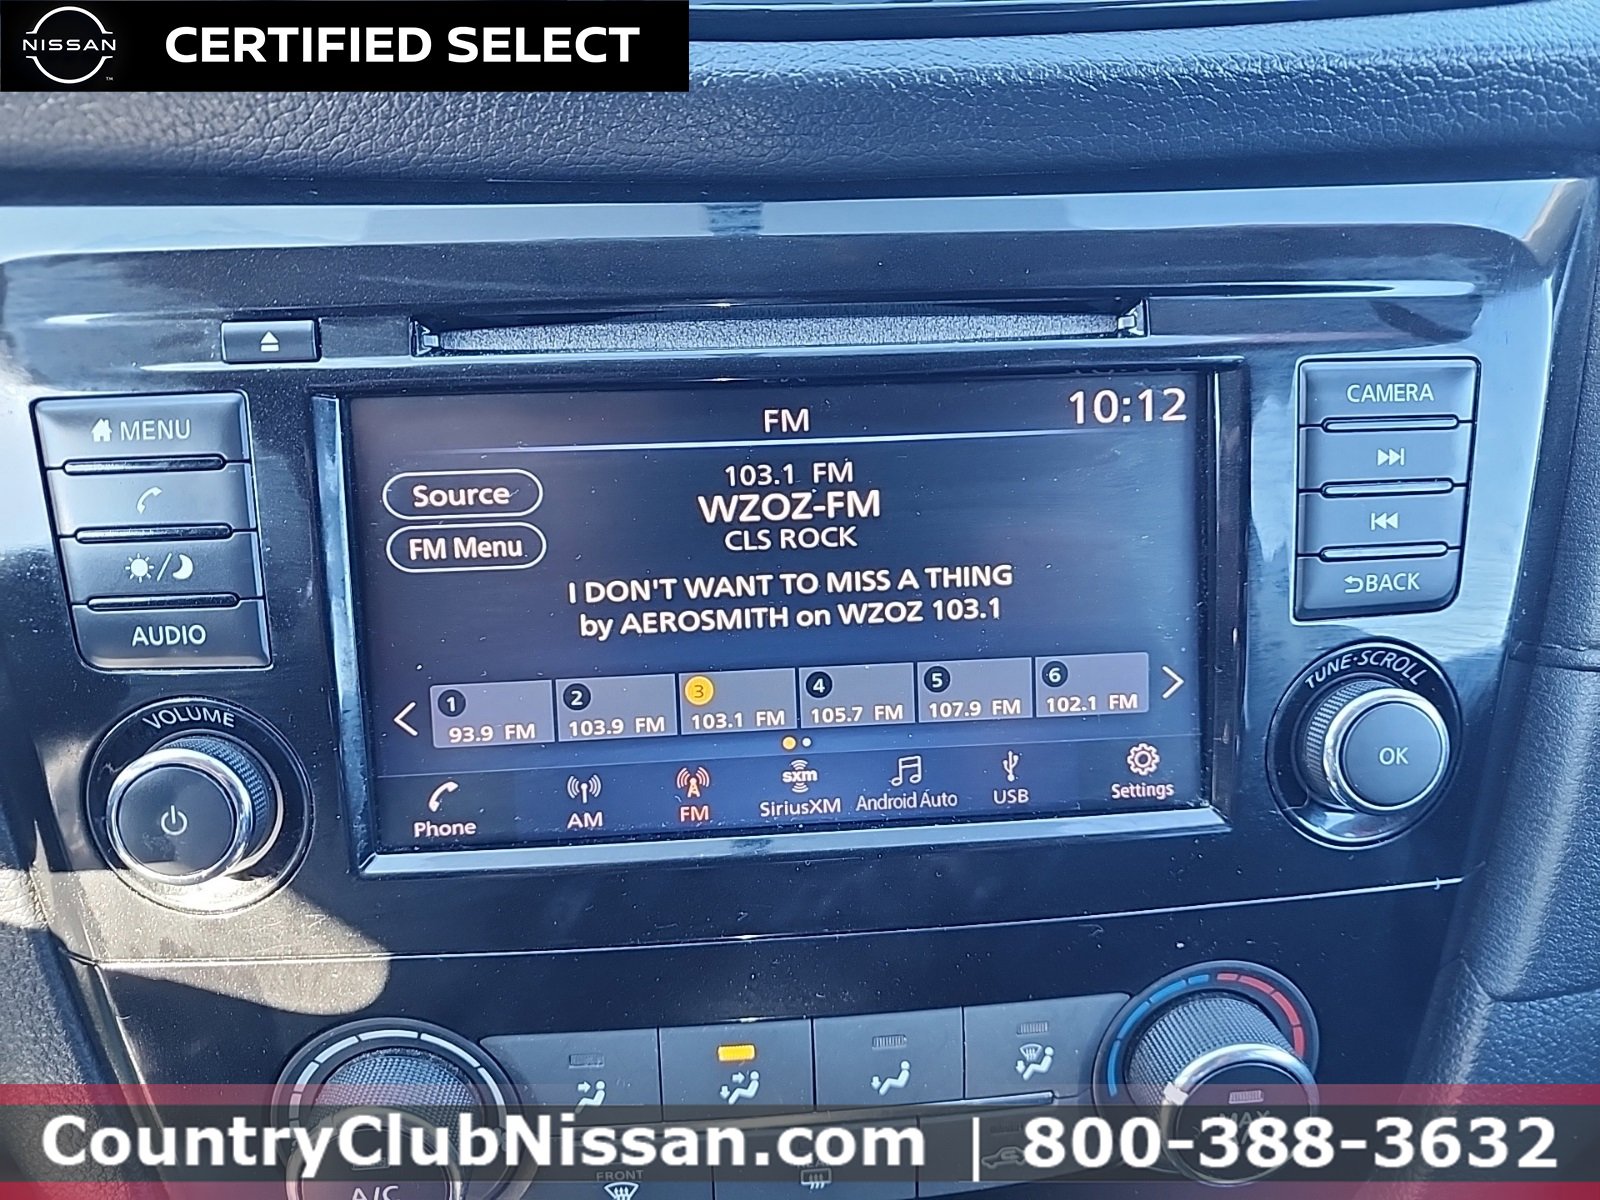 NISSAN
CERTIFIED SELECT
MENU
AUDIO
VOLUME
FM
10:12
Source
FM Menu
103.1 FM
WZOZ-FM
CLS ROCK
I DON'T WANT TO MISS A THING
by AEROSMITH on WZOZ 103.1
1
93.9 FM
2
103.9 FM
3
103.1 FM
4
105.7 FM
5
107.9 FM
6
102.1 FM
Phone
AM
FM
sxm
SiriusXM
Android Auto
USB
Settings
CAMERA
BACK
TUNE·SCROLL
OK
MAX
A/C
FRONT
CountryClubNissan.com | 800-388-3632